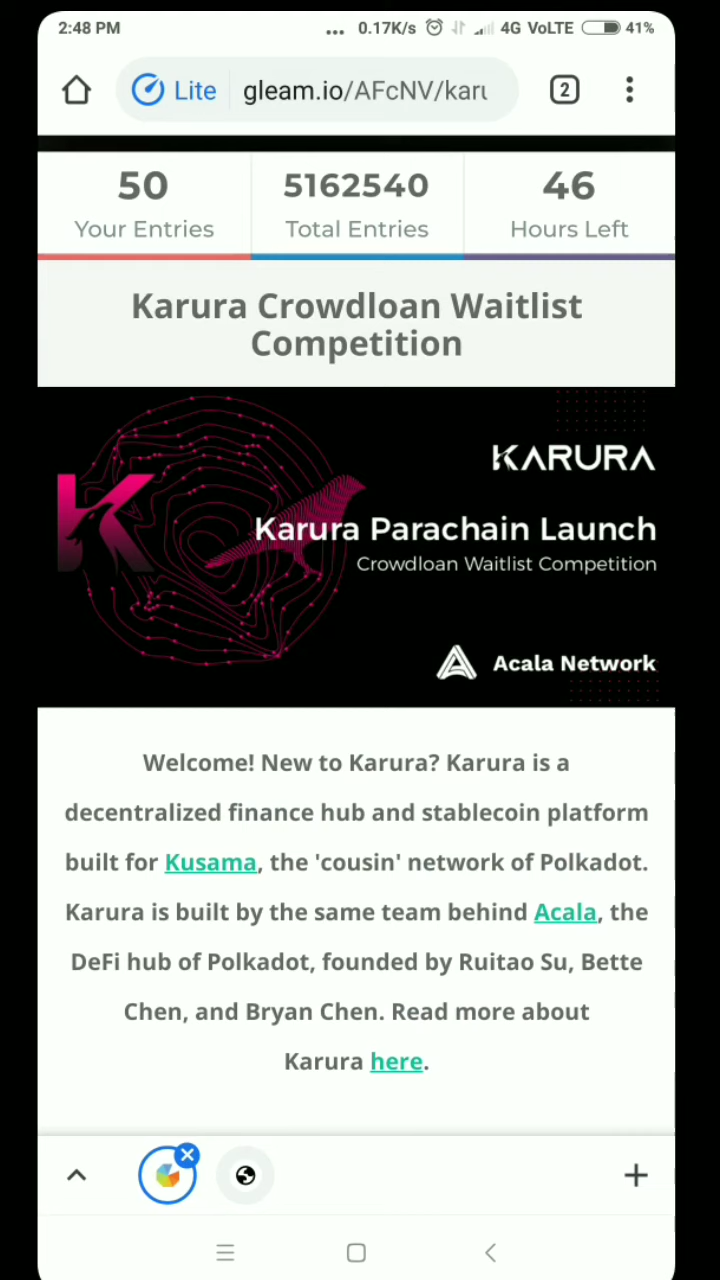 2:48 PM ... 0.17K/s 4G VoLTE 41%
Lite gleam.io/AFcNV/karu 2
50 5162540 46
Your Entries Total Entries Hours Left
Karura Crowdloan Waitlist
Competition
KARURA
K
Karura Parachain Launch
Crowdloan Waitlist Competition
Acala Network
Welcome! New to Karura? Karura is a
decentralized finance hub and stablecoin platform
built for Kusama, the 'cousin' network of Polkadot.
Karura is built by the same team behind Acala, the
DeFi hub of Polkadot, founded by Ruitao Su, Bette
Chen, and Bryan Chen. Read more about
Karura here.